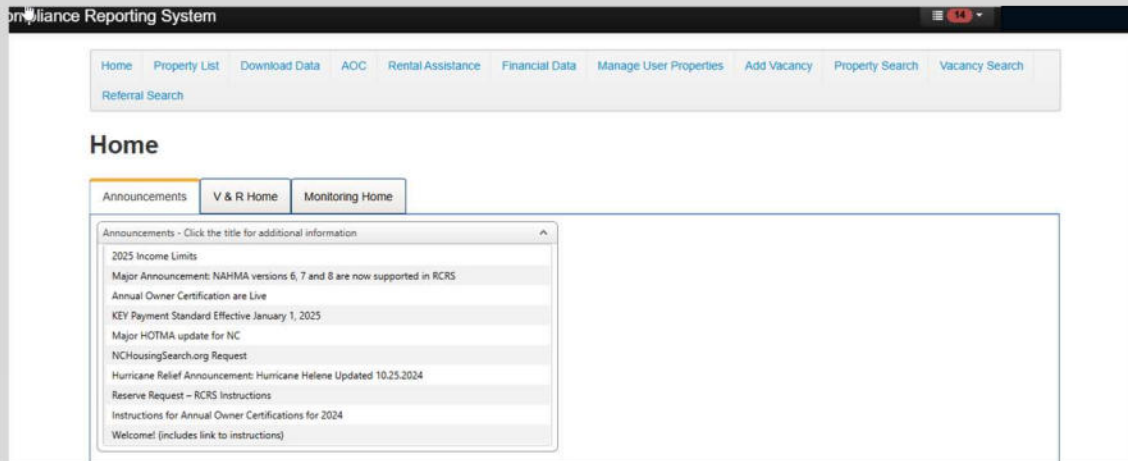 ompliance Reporting System 14
Home Property List Download Data AOC Rental Assistance Financial Data Manage User Properties Add Vacancy Property Search Vacancy Search
Referral Search
Home
Announcements V & R Home Monitoring Home
Announcements - Click the title for additional information
2025 Income Limits
Major Announcement: NAHMA versions 6, 7 and 8 are now supported in RCRS
Annual Owner Certification are Live
KEY Payment Standard Effective January 1, 2025
Major HOTMA update for NC
NCHousingSearch.org Request
Hurricane Relief Announcement: Hurricane Helene Updated 10.25.2024
Reserve Request – RCRS Instructions
Instructions for Annual Owner Certifications for 2024
Welcome! (includes link to instructions)